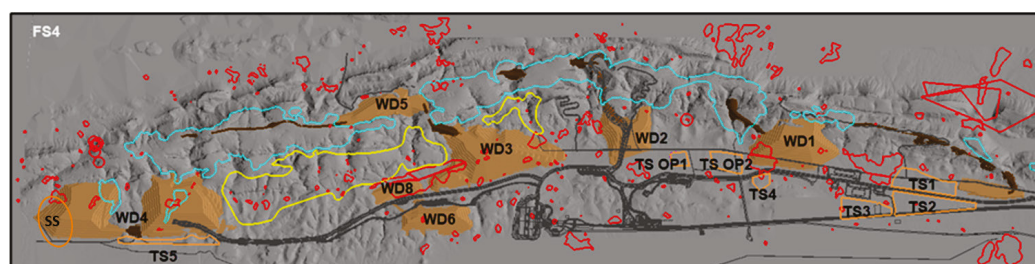 FS4
WD5
WD3
WD2
WD1
TS OP1
TS OP2
WD8
TS4
TS1
TS3
TS2
SS
WD4
WD6
TS5